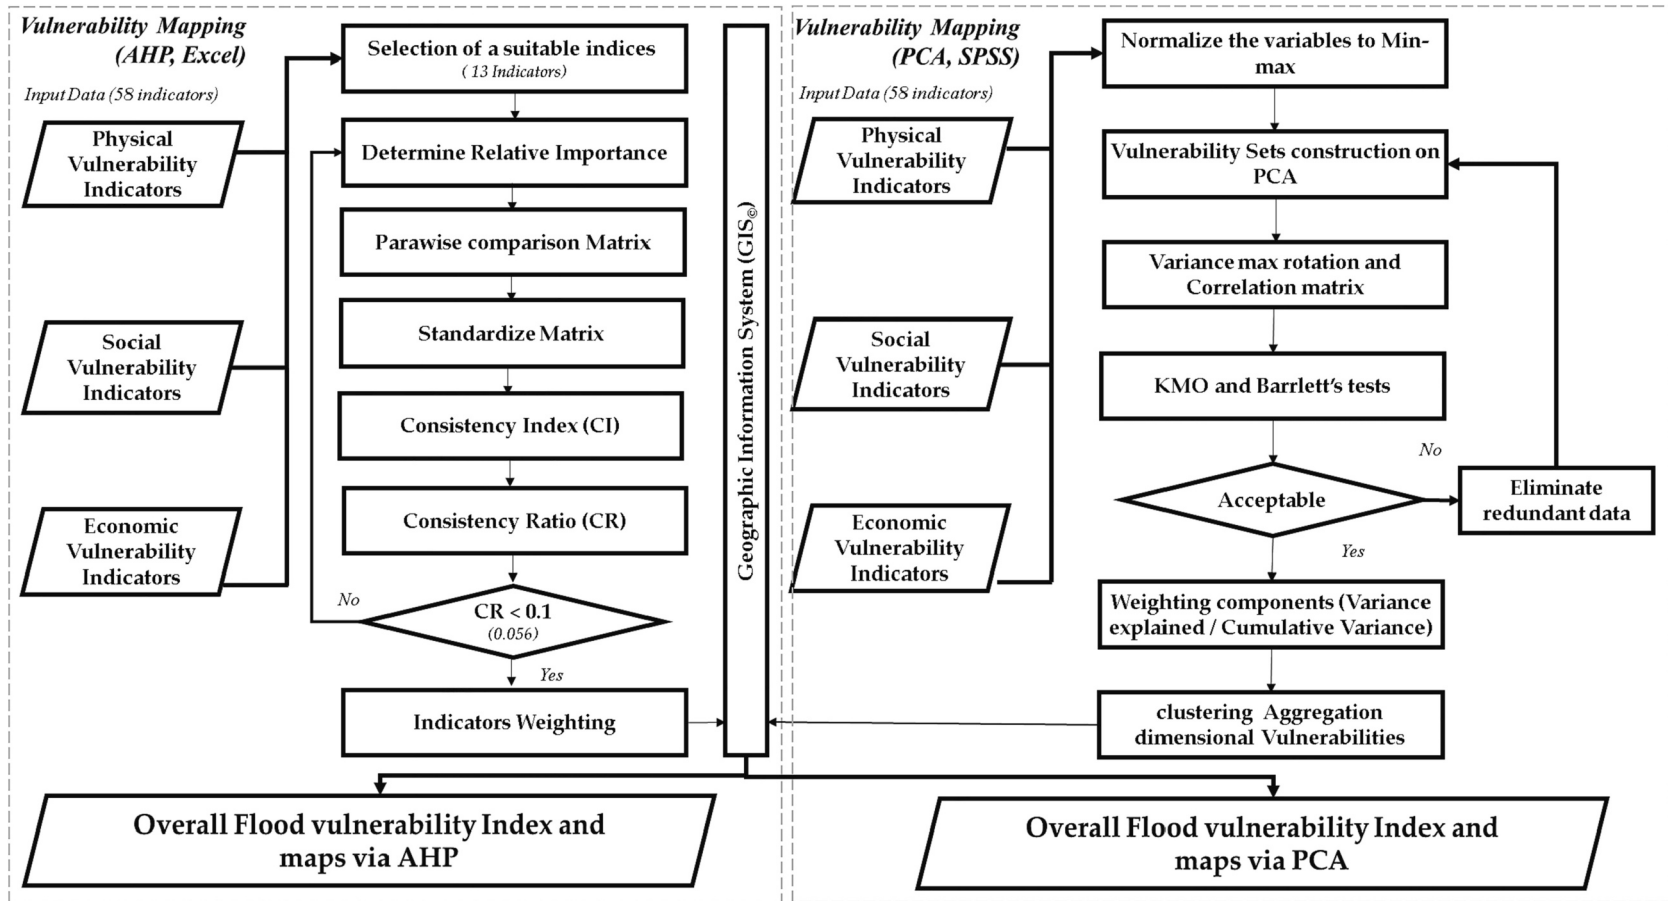 Vulnerability Mapping
(AHP, Excel)
Input Data (58 indicators)
Physical
Vulnerability
Indicators
Social
Vulnerability
Indicators
Economic
Vulnerability
Indicators
Selection of a suitable indices
( 13 Indicators)
Determine Relative Importance
Parawise comparison Matrix
Standardize Matrix
Consistency Index (CI)
Consistency Ratio (CR)
No
CR < 0.1
(0.056)
Yes
Indicators Weighting
Geographic Information System (GIS©)
Vulnerability Mapping
(PCA, SPSS)
Input Data (58 indicators)
Physical
Vulnerability
Indicators
Social
Vulnerability
Indicators
Economic
Vulnerability
Indicators
Normalize the variables to Min-
max
Vulnerability Sets construction on
PCA
Variance max rotation and
Correlation matrix
KMO and Barrlett's tests
No
Acceptable
Eliminate
redundant data
Yes
Weighting components (Variance
explained / Cumulative Variance)
clustering Aggregation
dimensional Vulnerabilities
Overall Flood vulnerability Index and
maps via AHP
Overall Flood vulnerability Index and
maps via PCA